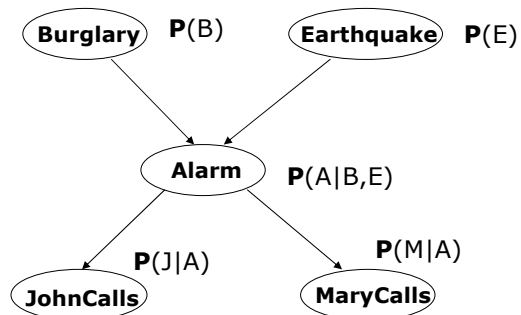 Burglary P(B)
Earthquake P(E)
Alarm
P(A|B,E)
P(J|A)
P(M|A)
JohnCalls
MaryCalls